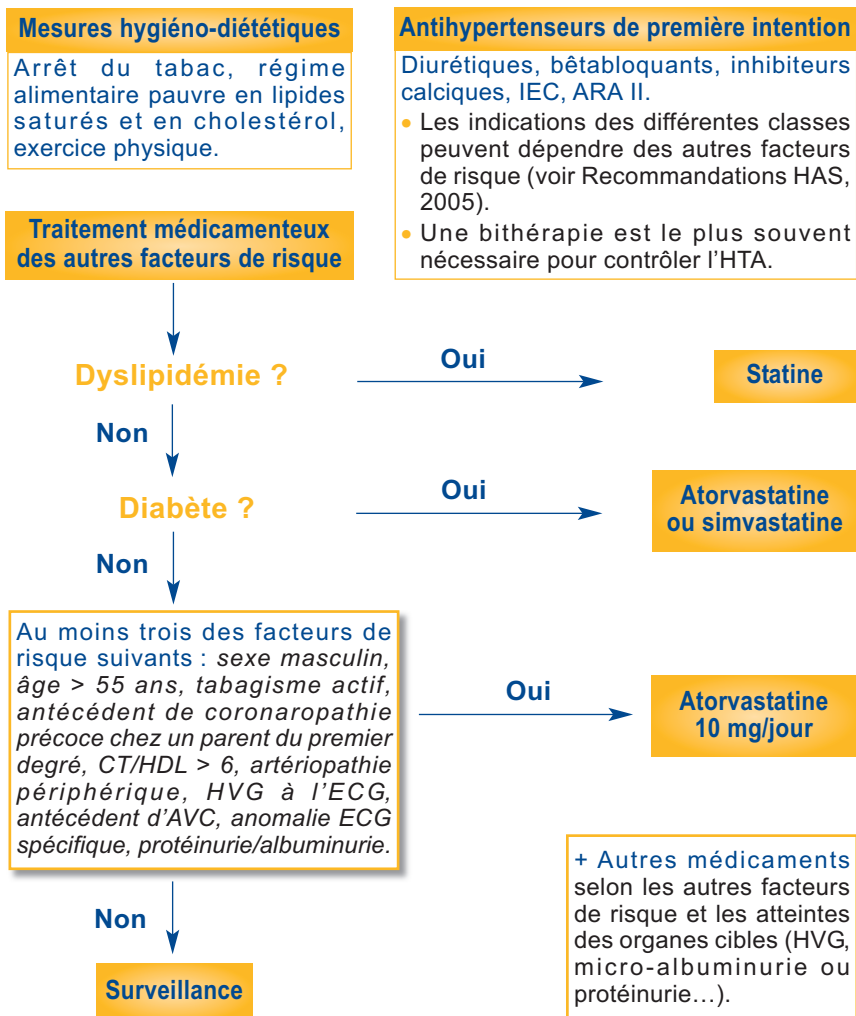 Mesures hygiéno-diététiques
Arrêt du tabac, régime
alimentaire pauvre en lipides
saturés et en cholestérol,
exercice physique.
Antihypertenseurs de première intention
Diurétiques, bêtabloquants, inhibiteurs
calciques, IEC, ARA II.
• Les indications des différentes classes
peuvent dépendre des autres facteurs
de risque (voir Recommandations HAS,
2005).
• Une bithérapie est le plus souvent
nécessaire pour contrôler l’HTA.
Traitement médicamenteux
des autres facteurs de risque
Dyslipidémie ?
Oui
Statine
Non
Diabète ?
Oui
Atorvastatine
ou simvastatine
Non
Au moins trois des facteurs de
risque suivants : sexe masculin,
âge > 55 ans, tabagisme actif,
antécédent de coronaropathie
précoce chez un parent du premier
degré, CT/HDL > 6, artériopathie
périphérique, HVG à l’ECG,
antécédent d’AVC, anomalie ECG
spécifique, protéinurie/albuminurie.
Oui
Atorvastatine
10 mg/jour
Non
Surveillance
+ Autres médicaments
selon les autres facteurs
de risque et les atteintes
des organes cibles (HVG,
micro-albuminurie ou
protéinurie…).